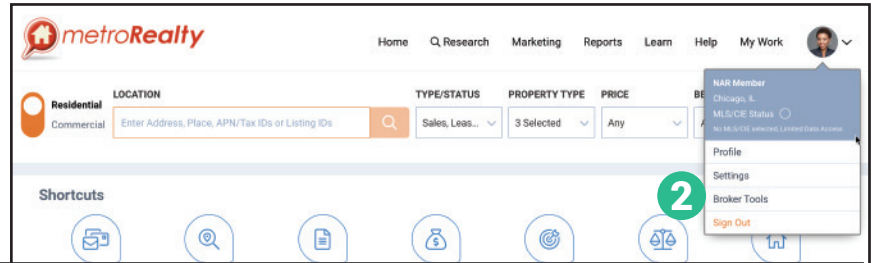 metroRealty
Home Research Marketing Reports Learn Help My Work
Residential
Commercial
LOCATION
Enter Address, Place, APN/Tax IDs or Listing IDs
TYPE/STATUS
Sales, Leas...
PROPERTY TYPE
3 Selected
PRICE
Any
BE
NAR Member
Chicago, IL
MLS/CIE Status
No MLS/CIE selected, Limited Data Access
Profile
Settings
Broker Tools
Sign Out
2
Shortcuts